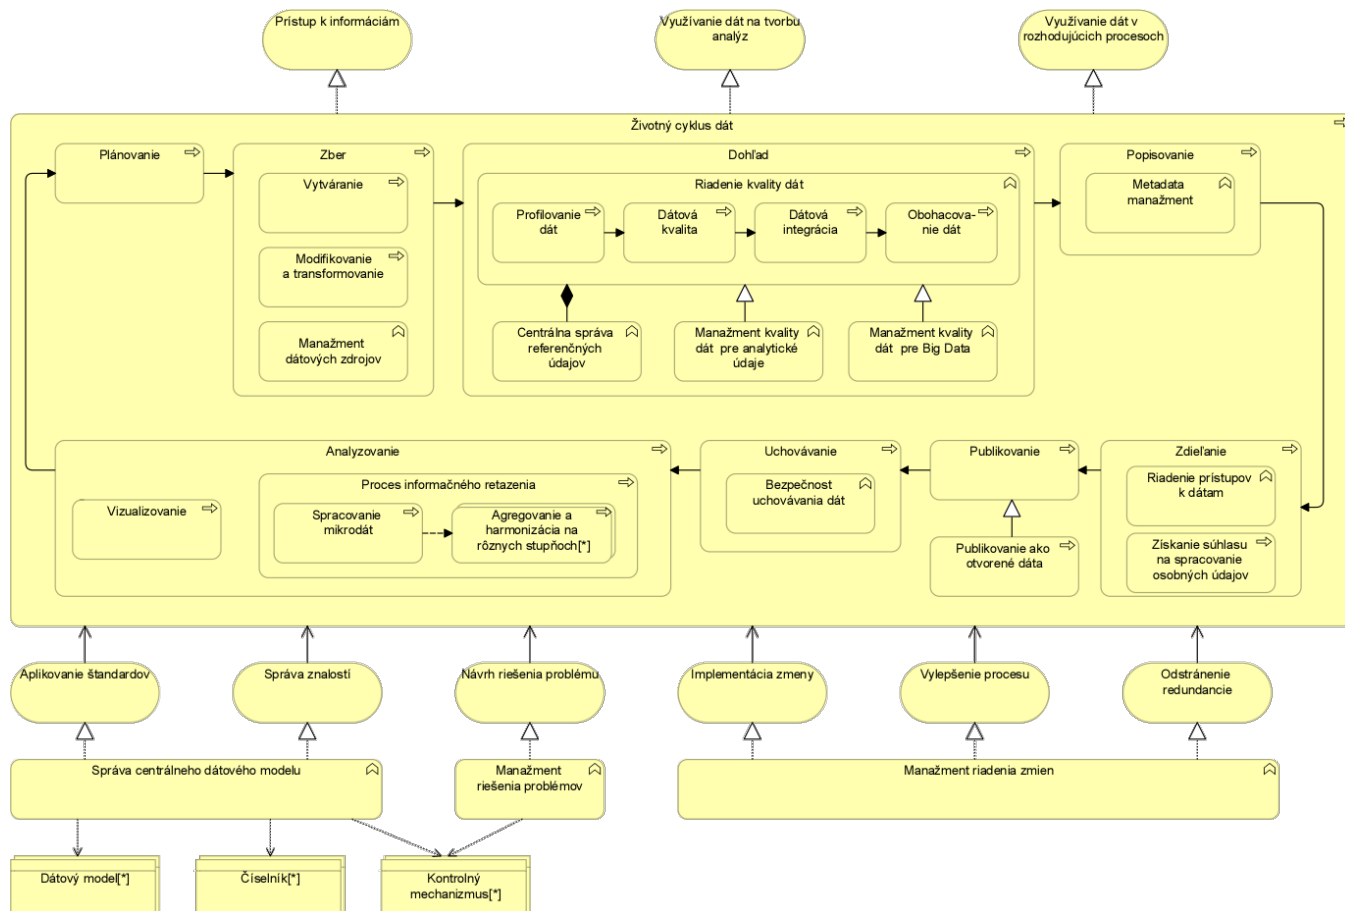 Prístup k informáciám
Využívanie dát na tvorbu
analýz
Využívanie dát v
rozhodujúcich procesoch
Životný cyklus dát
Plánovanie
Zber
Vytváranie
Modifikovanie
a transformovanie
Manažment
dátových zdrojov
Dohľad
Riadenie kvality dát
Profilovanie
dát
Dátová
kvalita
Dátová
integrácia
Obohacova-
nie dát
Centrálna správa
referenčných
údajov
Manažment kvality
dát pre analytické
údaje
Manažment kvality
dát pre Big Data
Popisovanie
Metadata
manažment
Analyzovanie
Vizualizovanie
Proces informačného retazenia
Spracovanie
mikrodát
Agregovanie a
harmonizácia na
rôznych stupňoch[*]
Uchovávanie
Bezpečnost
uchovávania dát
Publikovanie
Publikovanie ako
otvorené dáta
Zdieľanie
Riadenie prístupov
k dátam
Získanie súhlasu
na spracovanie
osobných údajov
Aplikovanie štandardov
Správa znalostí
Návrh riešenia problému
Implementácia zmeny
Vylepšenie procesu
Odstránenie
redundancie
Správa centrálneho dátového modelu
Manažment
riešenia problémov
Manažment riadenia zmien
Dátový model[*]
Číselník[*]
Kontrolný
mechanizmus[*]